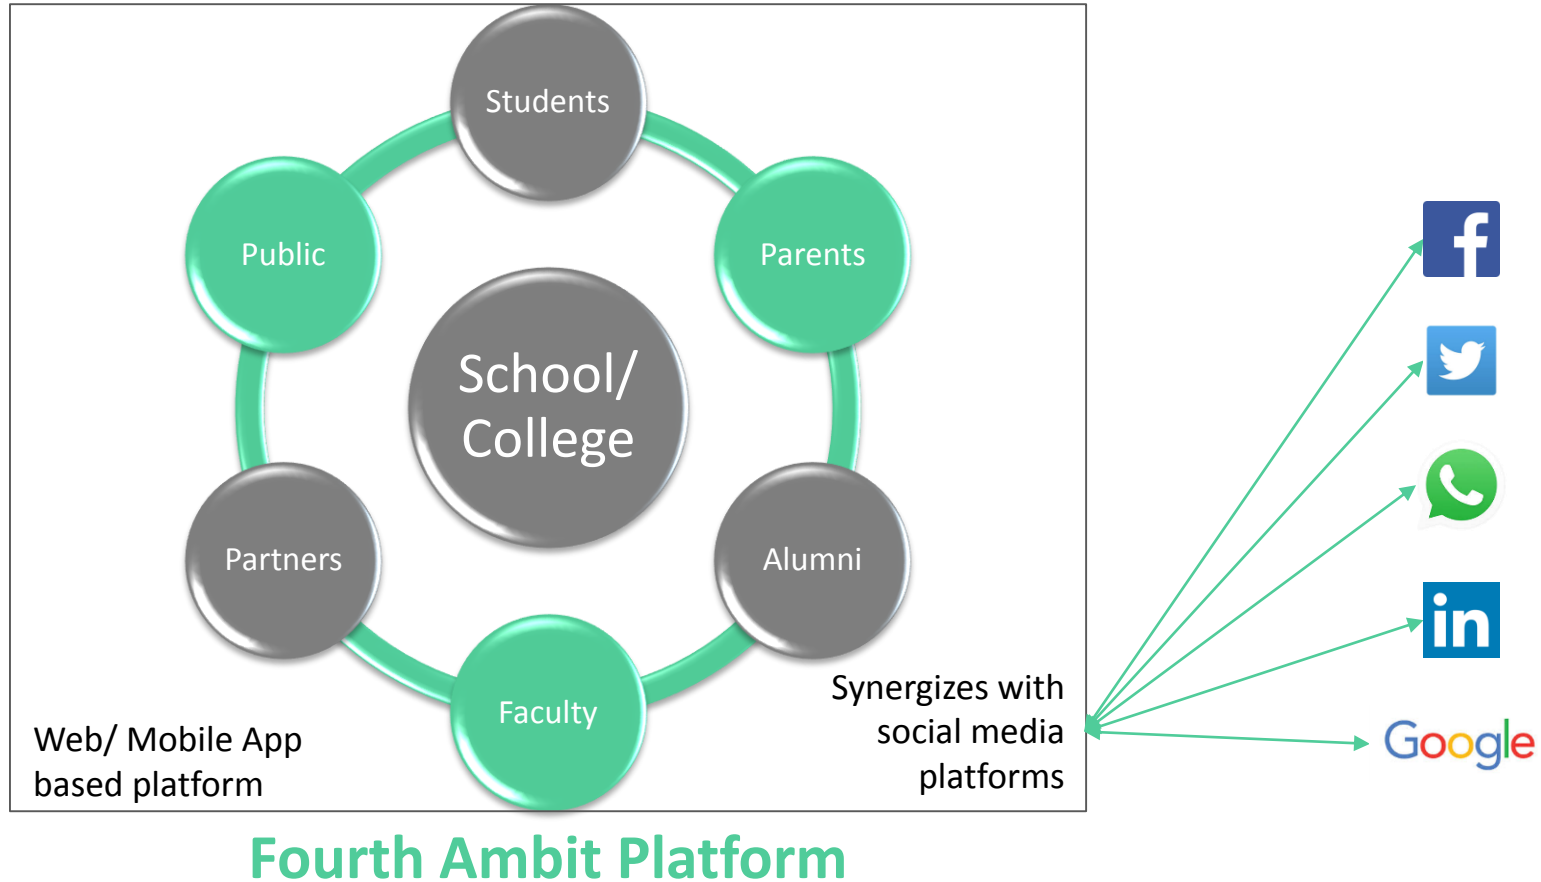 Students
Public
Parents
School/
College
Partners
Alumni
Faculty
Synergizes with
social media
platforms
Web/ Mobile App
based platform
Fourth Ambit Platform
f
in
Google